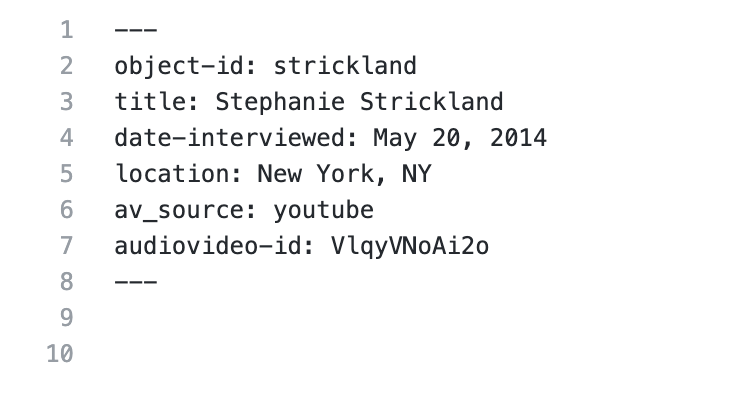 1 ---
2 object-id: strickland
3 title: Stephanie Strickland
4 date-interviewed: May 20, 2014
5 location: New York, NY
6 av_source: youtube
7 audiovideo-id: VlqyVNoAi2o
8 ---
9
10